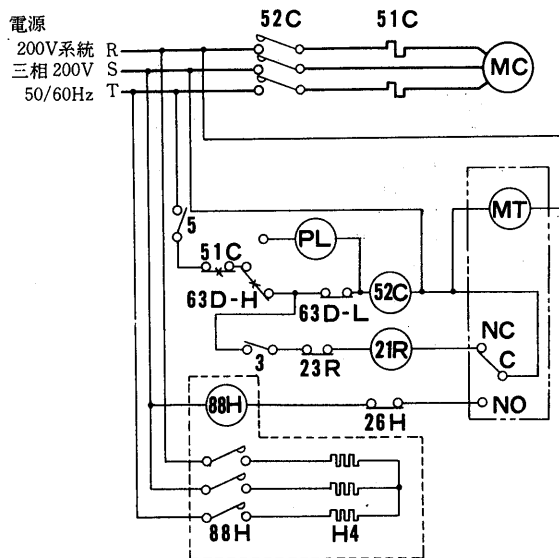 電源
52C
51C
200V系統 R
三相 200V S
50/60Hz T
MC
5
MT
PL
51C
63D-H
63D-L
52C
NC
3
23R
21R
C
88H
26H
NO
88H
H4